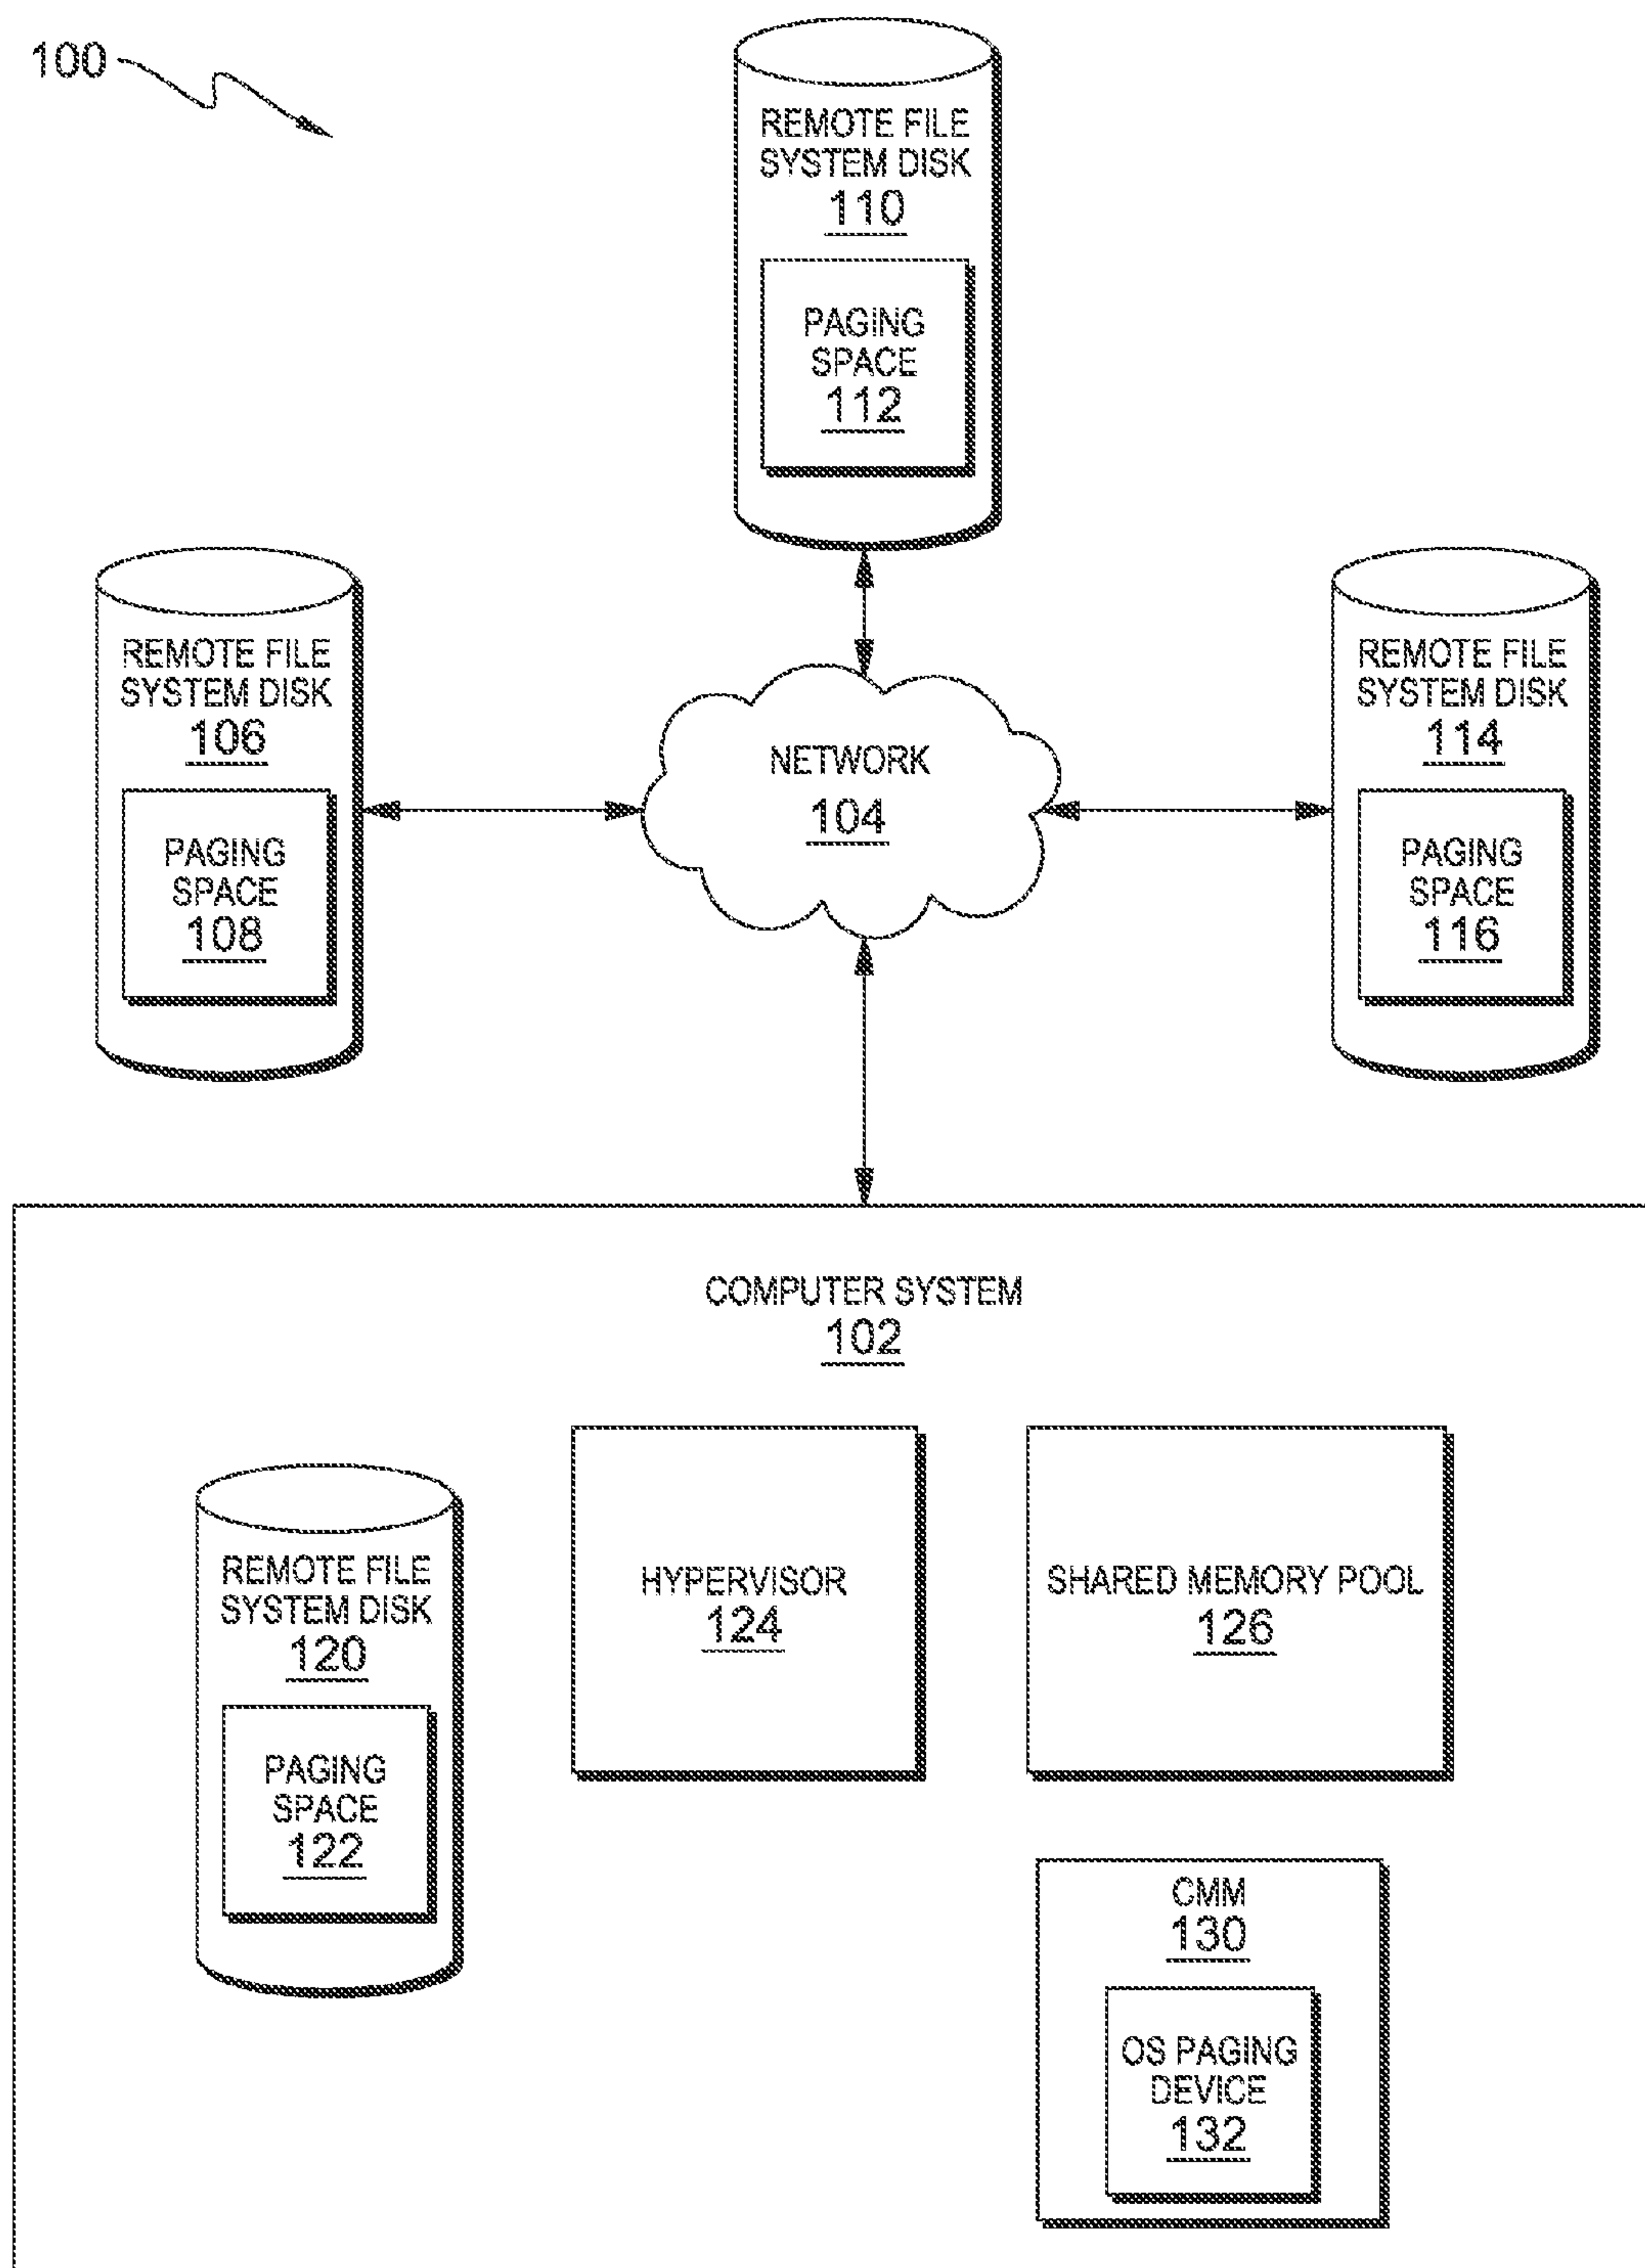 100
REMOTE FILE
SYSTEM DISK
110
PAGING
SPACE
112
REMOTE FILE
SYSTEM DISK
106
PAGING
SPACE
108
NETWORK
104
REMOTE FILE
SYSTEM DISK
114
PAGING
SPACE
116
COMPUTER SYSTEM
102
REMOTE FILE
SYSTEM DISK
120
PAGING
SPACE
122
HYPERVISOR
124
SHARED MEMORY POOL
126
CMM
130
OS PAGING
DEVICE
132